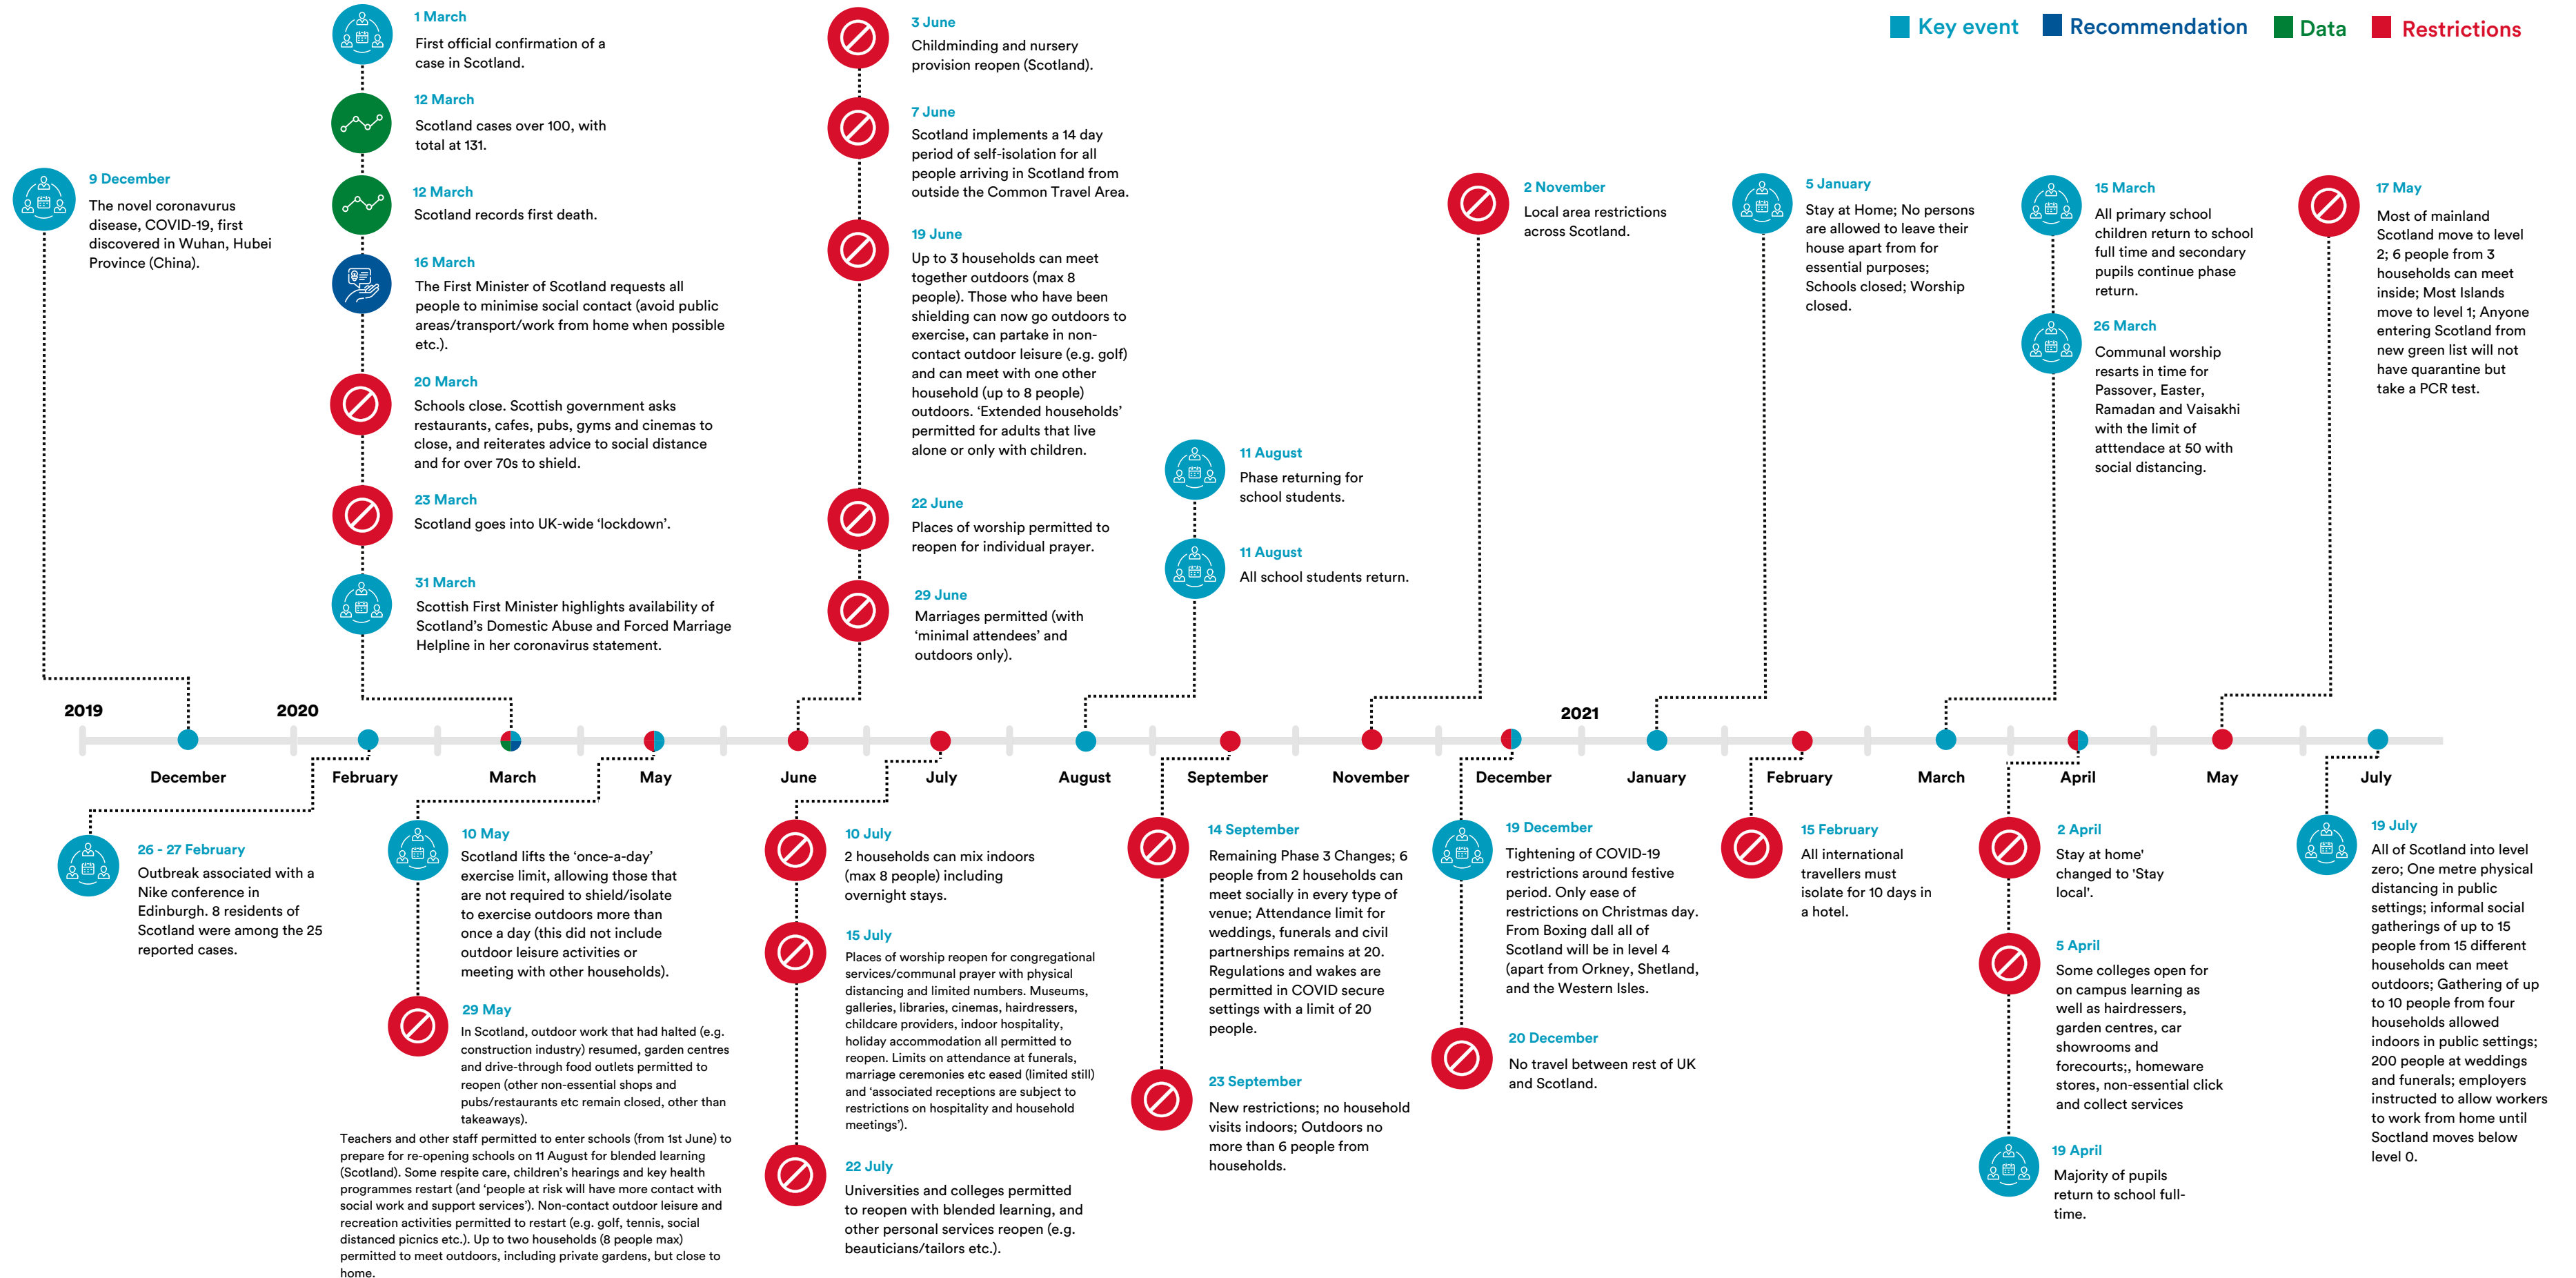 Key event
Recommendation
Data
Restrictions
9 December
The novel coronavurus
disease, COVID-19, first
discovered in Wuhan, Hubei
Province (China).
1 March
First official confirmation of a
case in Scotland.
12 March
Scotland cases over 100, with
total at 131.
12 March
Scotland records first death.
16 March
The First Minister of Scotland requests all
people to minimise social contact (avoid public
areas/transport/work from home when possible
etc.).
20 March
Schools close. Scottish government asks
restaurants, cafes, pubs, gyms and cinemas to
close, and reiterates advice to social distance
and for over 70s to shield.
23 March
Scotland goes into UK-wide ‘lockdown’.
31 March
Scottish First Minister highlights availability of
Scotland’s Domestic Abuse and Forced Marriage
Helpline in her coronavirus statement.
3 June
Childminding and nursery
provision reopen (Scotland).
7 June
Scotland implements a 14 day
period of self-isolation for all
people arriving in Scotland from
outside the Common Travel Area.
19 June
Up to 3 households can meet
together outdoors (max 8
people). Those who have been
shielding can now go outdoors to
exercise, can partake in non-
contact outdoor leisure (e.g. golf)
and can meet with one other
household (up to 8 people)
outdoors. ‘Extended households’
permitted for adults that live
alone or only with children.
22 June
Places of worship permitted to
reopen for individual prayer.
29 June
Marriages permitted (with
‘minimal attendees’ and
outdoors only).
11 August
Phase returning for
school students.
11 August
All school students return.
2 November
Local area restrictions
across Scotland.
5 January
Stay at Home; No persons
are allowed to leave their
house apart from for
essential purposes;
Schools closed; Worship
closed.
15 March
All primary school
children return to school
full time and secondary
pupils continue phase
return.
26 March
Communal worship
resarts in time for
Passover, Easter,
Ramadan and Vaisakhi
with the limit of
atttendace at 50 with
social distancing.
17 May
Most of mainland
Scotland move to level
2; 6 people from 3
households can meet
inside; Most Islands
move to level 1; Anyone
entering Scotland from
new green list will not
have quarantine but
take a PCR test.
2019
2020
2021
December
February
March
May
June
July
August
September
November
December
January
February
March
April
May
July
26 - 27 February
Outbreak associated with a
Nike conference in
Edinburgh. 8 residents of
Scotland were among the 25
reported cases.
10 May
Scotland lifts the ‘once-a-day’
exercise limit, allowing those that
are not required to shield/isolate
to exercise outdoors more than
once a day (this did not include
outdoor leisure activities or
meeting with other households).
29 May
In Scotland, outdoor work that had halted (e.g.
construction industry) resumed, garden centres
and drive-through food outlets permitted to
reopen (other non-essential shops and
pubs/restaurants etc remain closed, other than
takeaways).
Teachers and other staff permitted to enter schools (from 1st June) to
prepare for re-opening schools on 11 August for blended learning
(Scotland). Some respite care, children’s hearings and key health
programmes restart (and ‘people at risk will have more contact with
social work and support services’). Non-contact outdoor leisure and
recreation activities permitted to restart (e.g. golf, tennis, social
distanced picnics etc.). Up to two households (8 people max)
permitted to meet outdoors, including private gardens, but close to
home.
10 July
2 households can mix indoors
(max 8 people) including
overnight stays.
15 July
Places of worship reopen for congregational
services/communal prayer with physical
distancing and limited numbers. Museums,
galleries, libraries, cinemas, hairdressers,
childcare providers, indoor hospitality,
holiday accommodation all permitted to
reopen. Limits on attendance at funerals,
marriage ceremonies etc eased (limited still)
and ‘associated receptions are subject to
restrictions on hospitality and household
meetings’).
22 July
Universities and colleges permitted
to reopen with blended learning, and
other personal services reopen (e.g.
beauticians/tailors etc.).
14 September
Remaining Phase 3 Changes; 6
people from 2 households can
meet socially in every type of
venue; Attendance limit for
weddings, funerals and civil
partnerships remains at 20.
Regulations and wakes are
permitted in COVID secure
settings with a limit of 20
people.
23 September
New restrictions; no household
visits indoors; Outdoors no
more than 6 people from
households.
19 December
Tightening of COVID-19
restrictions around festive
period. Only ease of
restrictions on Christmas day.
From Boxing dall all of
Scotland will be in level 4
(apart from Orkney, Shetland,
and the Western Isles.
20 December
No travel between rest of UK
and Scotland.
15 February
All international
travellers must
isolate for 10 days in
a hotel.
2 April
Stay at home'
changed to 'Stay
local'.
5 April
Some colleges open for
on campus learning as
well as hairdressers,
garden centres, car
showrooms and
forecourts;, homeware
stores, non-essential click
and collect services
19 April
Majority of pupils
return to school full-
time.
19 July
All of Scotland into level
zero; One metre physical
distancing in public
settings; informal social
gatherings of up to 15
people from 15 different
households can meet
outdoors; Gathering of up
to 10 people from four
households allowed
indoors in public settings;
200 people at weddings
and funerals; employers
instructed to allow workers
to work from home until
Soctland moves below
level 0.